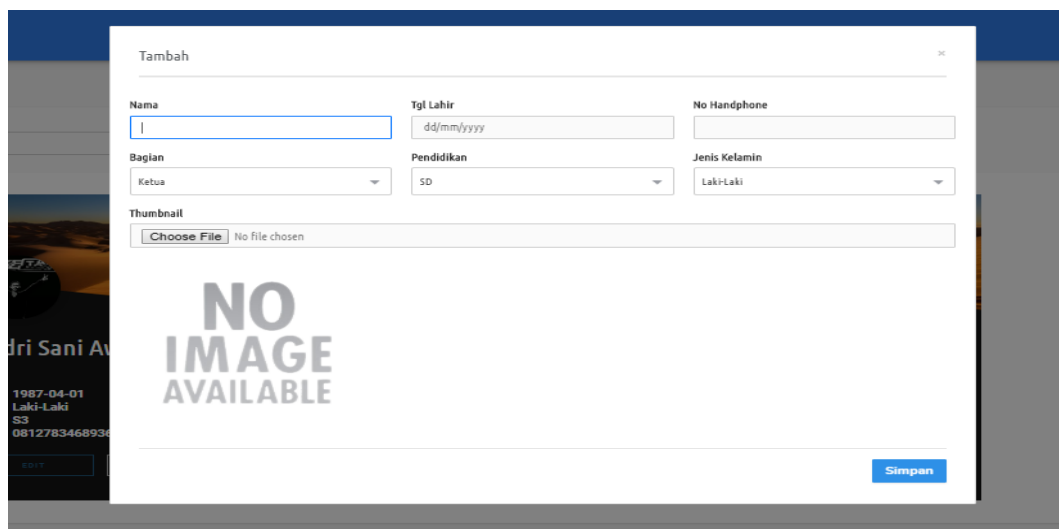 Tambah
×
Nama
Tgl Lahir
No Handphone
dd/mm/yyyy
Bagian
Pendidikan
Jenis Kelamin
Ketua
SD
Laki-Laki
Thumbnail
Choose File No file chosen
NO
IMAGE
AVAILABLE
dri Sani
1987-04-01
Laki-Laki
S3
0812783468936
EDIT
Simpan